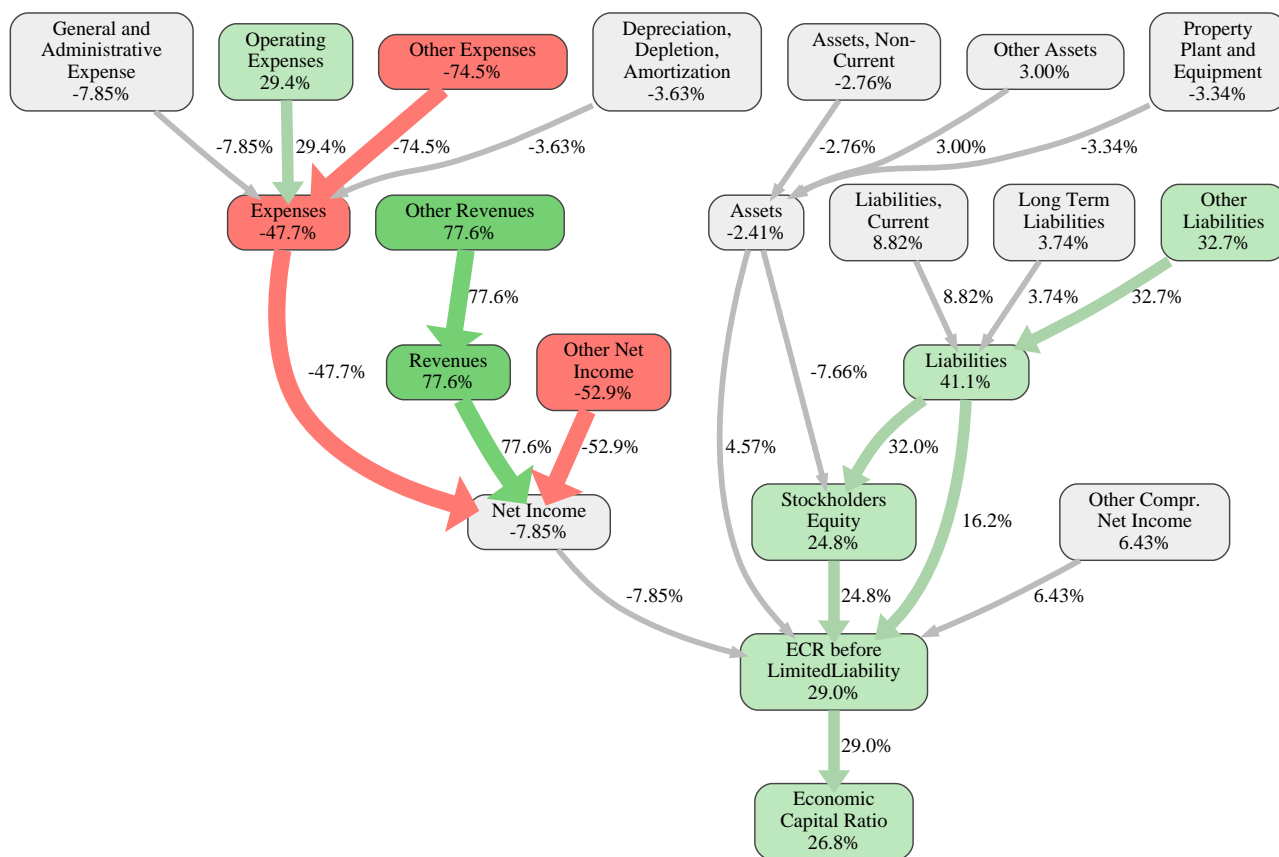 General and
Administrative
Expense
-7.85%
Operating
Expenses
29.4%
Other Expenses
-74.5%
Depreciation,
Depletion,
Amortization
-3.63%
Assets, Non-
Current
-2.76%
Other Assets
3.00%
Property
Plant and
Equipment
-3.34%
-7.85%
29.4%
-74.5%
-3.63%
-2.76%
3.00%
-3.34%
Expenses
-47.7%
Other Revenues
77.6%
Assets
-2.41%
Liabilities,
Current
8.82%
Long Term
Liabilities
3.74%
Other
Liabilities
32.7%
77.6%
8.82%
3.74%
32.7%
Revenues
77.6%
Other Net
Income
-52.9%
Liabilities
41.1%
-47.7%
-7.66%
77.6%
-52.9%
4.57%
32.0%
16.2%
Net Income
-7.85%
Stockholders
Equity
24.8%
Other Compr.
Net Income
6.43%
-7.85%
24.8%
6.43%
ECR before
LimitedLiability
29.0%
29.0%
Economic
Capital Ratio
26.8%